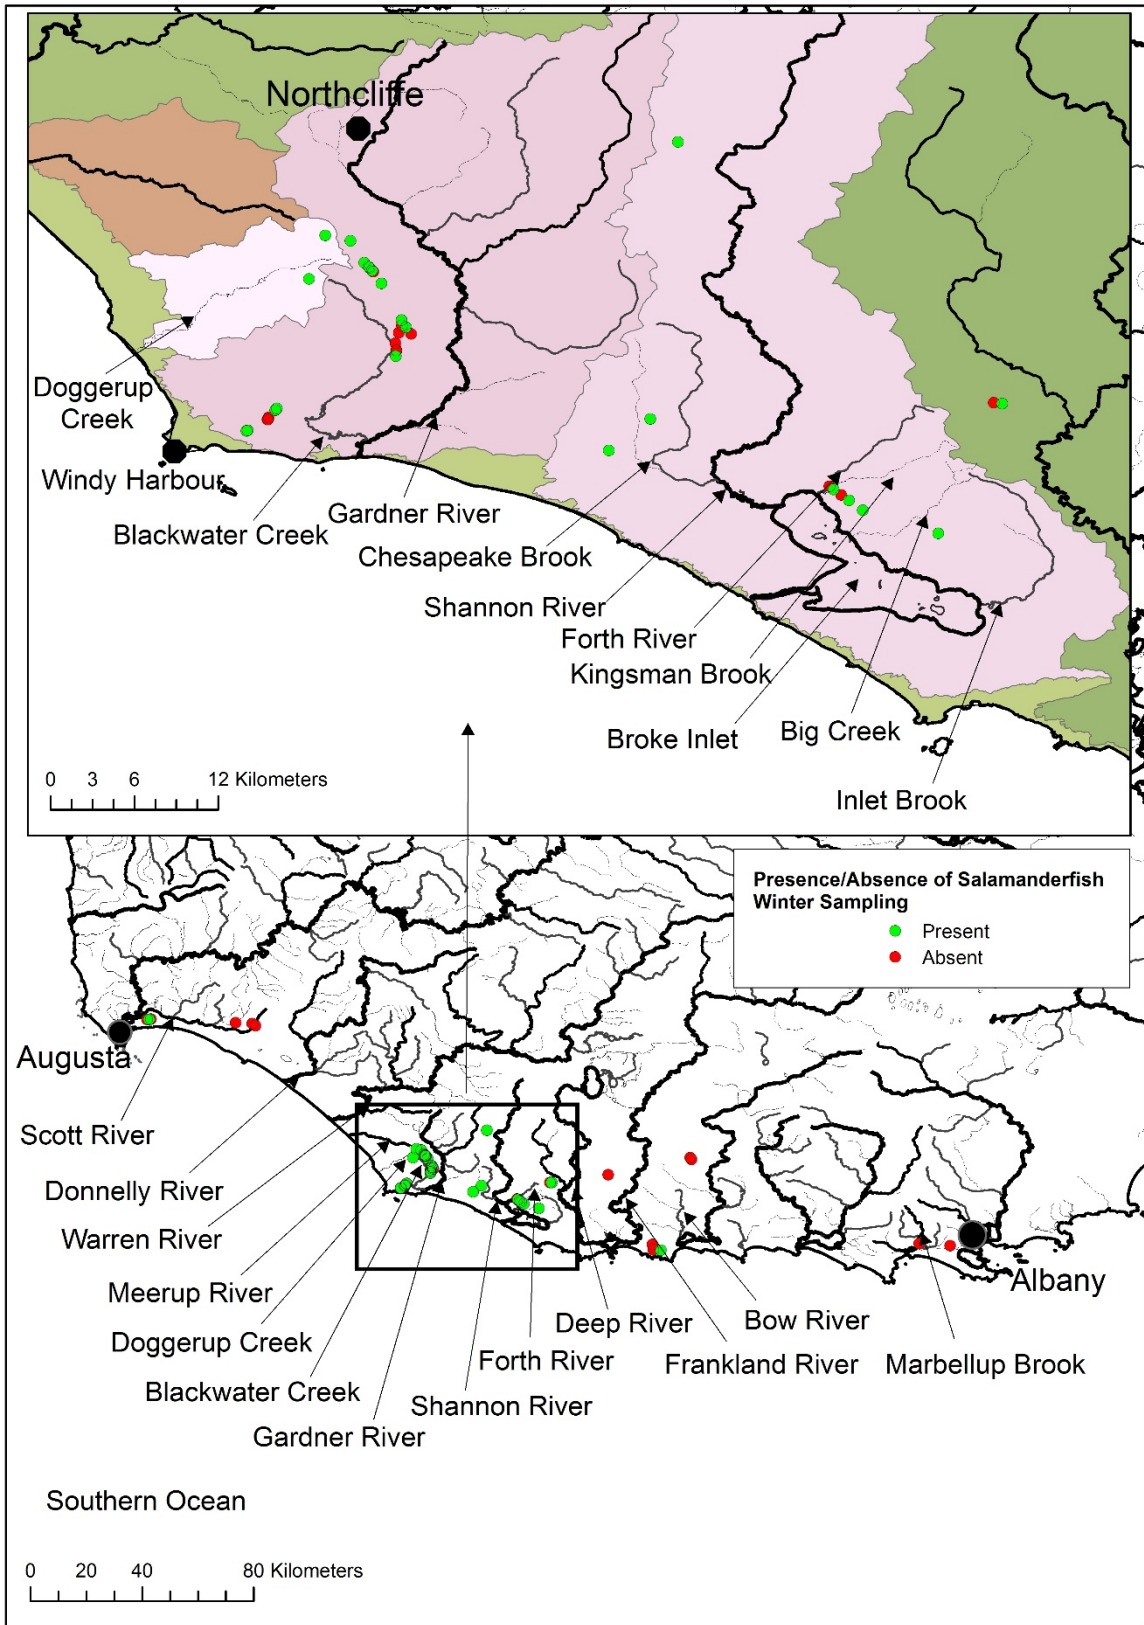 Northcliffe
Doggerup
Creek
Windy Harbour
Blackwater Creek
Gardner River
Chesapeake Brook
Shannon River
Forth River
Kingsman Brook
Broke Inlet
Big Creek
Inlet Brook
0 3 6 12 Kilometers
Presence/Absence of Salamanderfish
Winter Sampling
Present
Absent
Augusta
Scott River
Donnelly River
Warren River
Meerup River
Doggerup Creek
Blackwater Creek
Gardner River
Shannon River
Forth River
Deep River
Frankland River
Bow River
Marbellup Brook
Albany
Southern Ocean
0 20 40 80 Kilometers